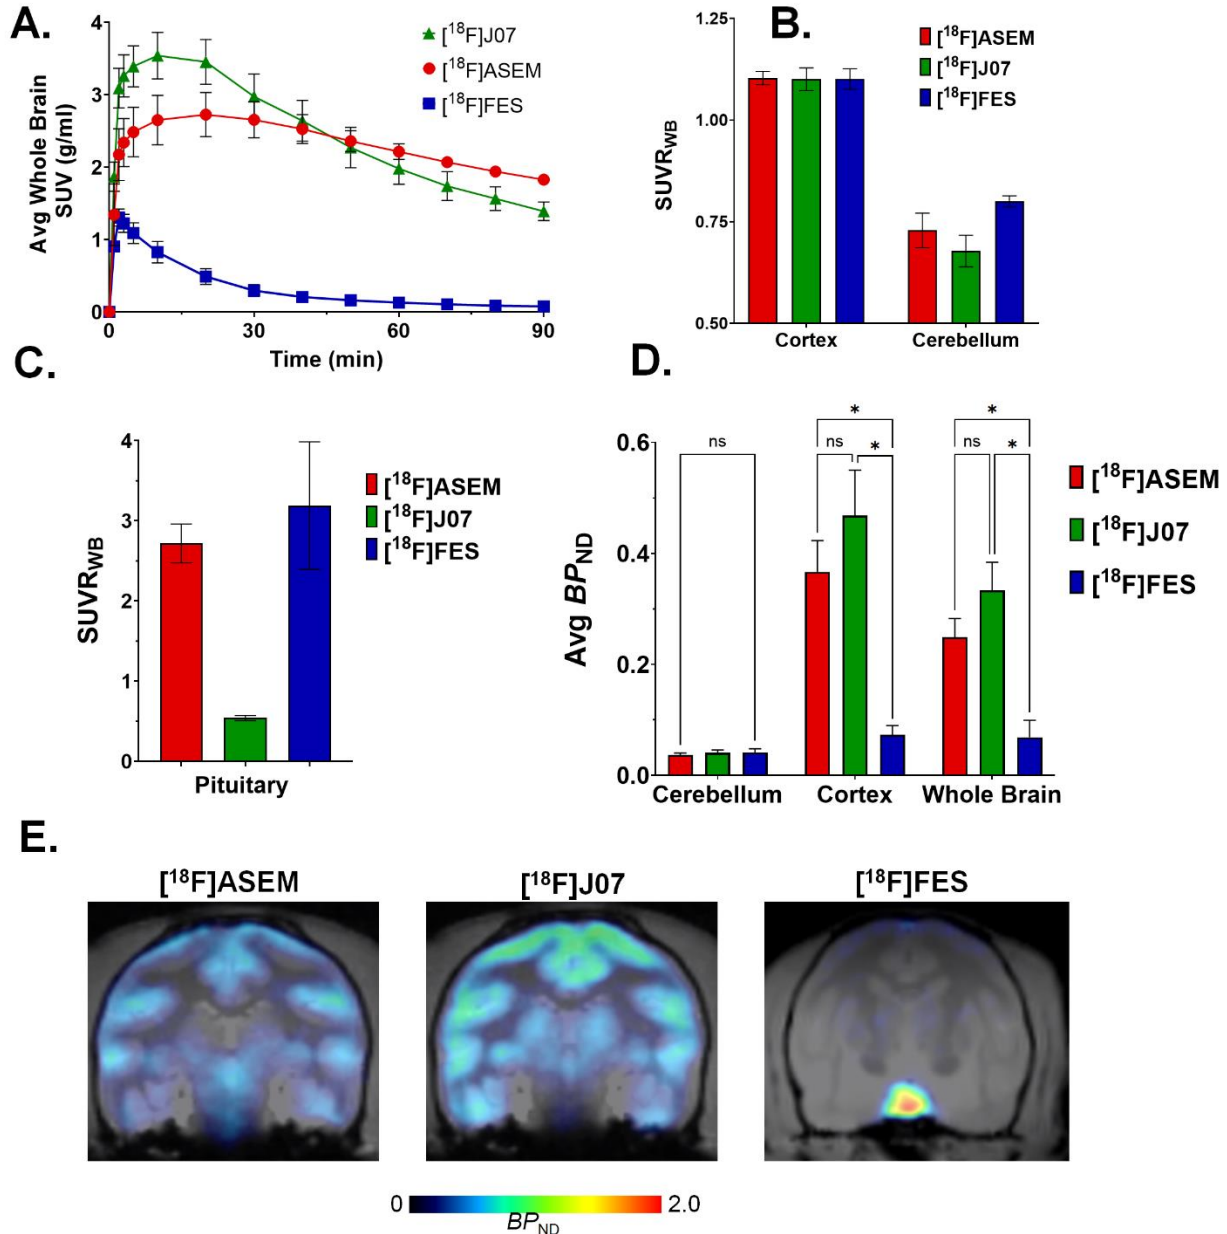 A.
Avg Whole Brain
SUV (g/ml)
4
3
2
1
0
0
30
60
90
Time (min)
[¹⁸F]J07
[¹⁸F]ASEM
[¹⁸F]FES
B.
SUVR_WB
1.25
1.00
0.75
0.50
Cortex
Cerebellum
[¹⁸F]ASEM
[¹⁸F]J07
[¹⁸F]FES
C.
SUVR_WB
4
3
2
1
0
Pituitary
[¹⁸F]ASEM
[¹⁸F]J07
[¹⁸F]FES
D.
Avg BP_ND
0.6
0.4
0.2
0.0
ns
*
ns
*
*
ns
*
Cerebellum
Cortex
Whole Brain
[¹⁸F]ASEM
[¹⁸F]J07
[¹⁸F]FES
E.
[¹⁸F]ASEM
[¹⁸F]J07
[¹⁸F]FES
0
2.0
BP_ND